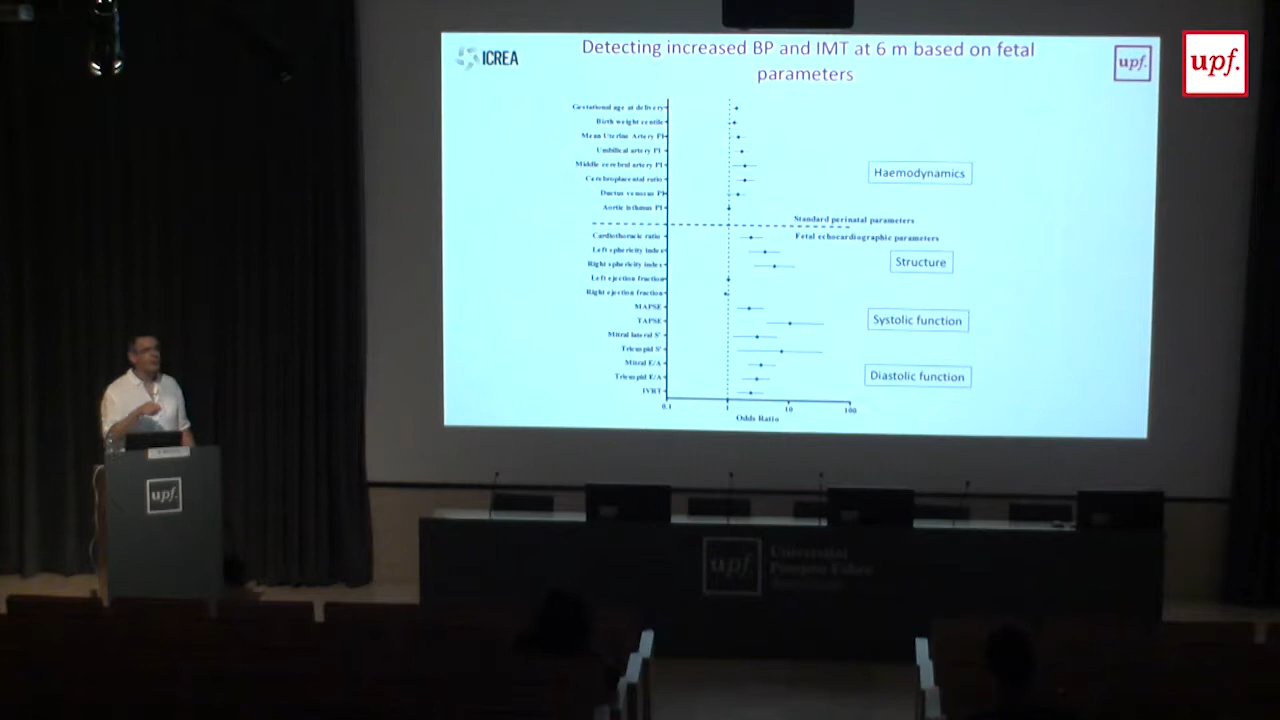 ICREA
Detecting increased BP and IMT at 6 m based on fetal
parameters
upf.
upf.
Gestational age at delivery
Birth weight centile
Mean Uterine Artery PI
Umbilical artery PI
Middle cerebral artery PI
Cerebroplacental ratio
Ductus venosus PI
Aortic isthmus PI
Haemodynamics
Standard perinatal parameters
Fetal echocardiographic parameters
Cardiothoracic ratio
Left sphericity index
Right sphericity index
Left ejection fraction
Right ejection fraction
MAPSE
TAPSE
Mitral lateral S'
Tricuspid S'
Mitral E/A
Tricuspid E/A
IVRT
Structure
Systolic function
Diastolic function
0.1 1 10 100
Odds Ratio
upf.
upf.
Universitat
Pompeu Fabra
Barcelona